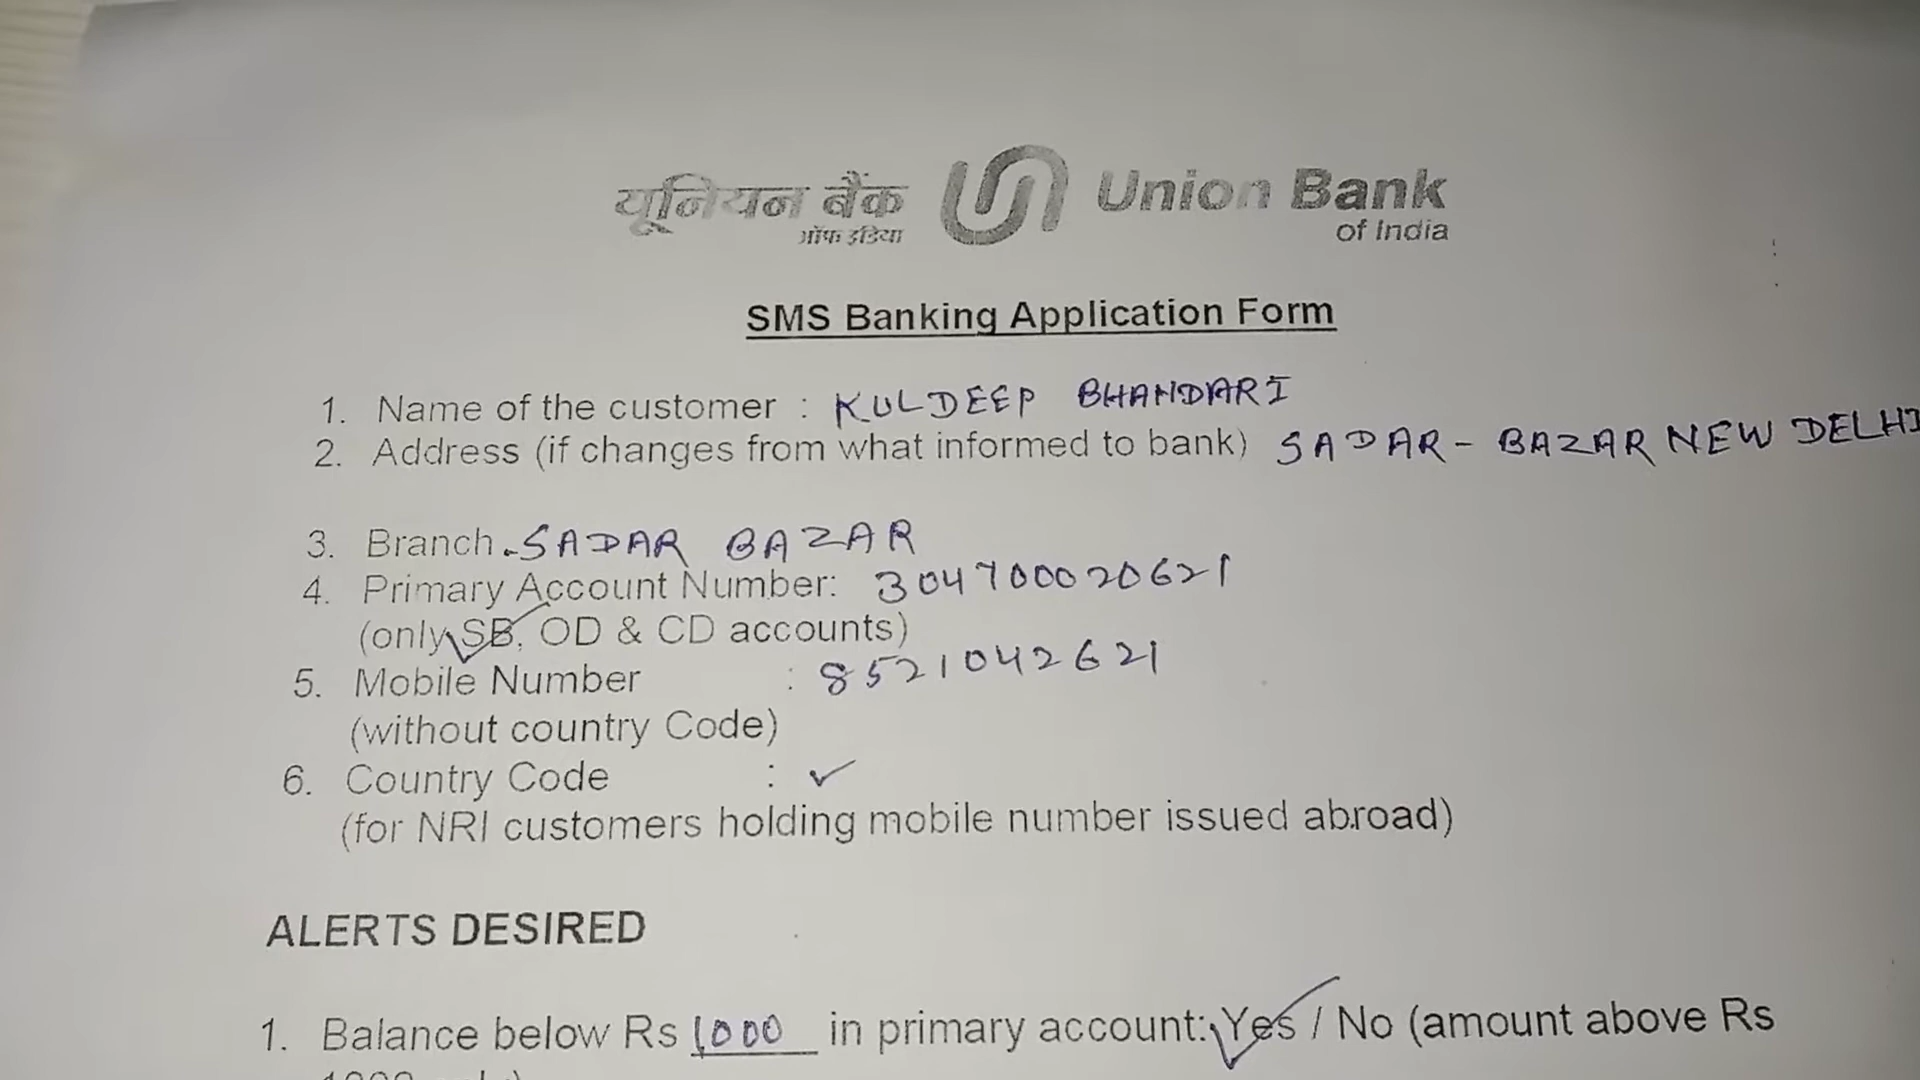 यूनियन बैंक Union Bank
ऑफ इंडिया of India
SMS Banking Application Form
1. Name of the customer : KULDEEP BHANDARI
2. Address (if changes from what informed to bank) SADAR - BAZAR NEW DELHI
3. Branch - SADAR BAZAR
4. Primary Account Number: 304700020621
(only SB, OD & CD accounts)
5. Mobile Number : 8521042621
(without country Code)
6. Country Code : ✓
(for NRI customers holding mobile number issued abroad)
ALERTS DESIRED
1. Balance below Rs 1000 in primary account: Yes / No (amount above Rs